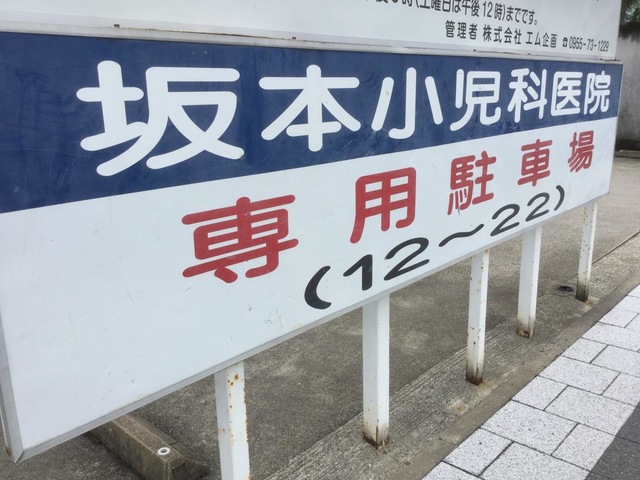 (土曜日は午後12時)までです。
管理者 株式会社 エム企画 ☎0955-73-1229
坂本小児科医院
専用駐車場
(12〜22)